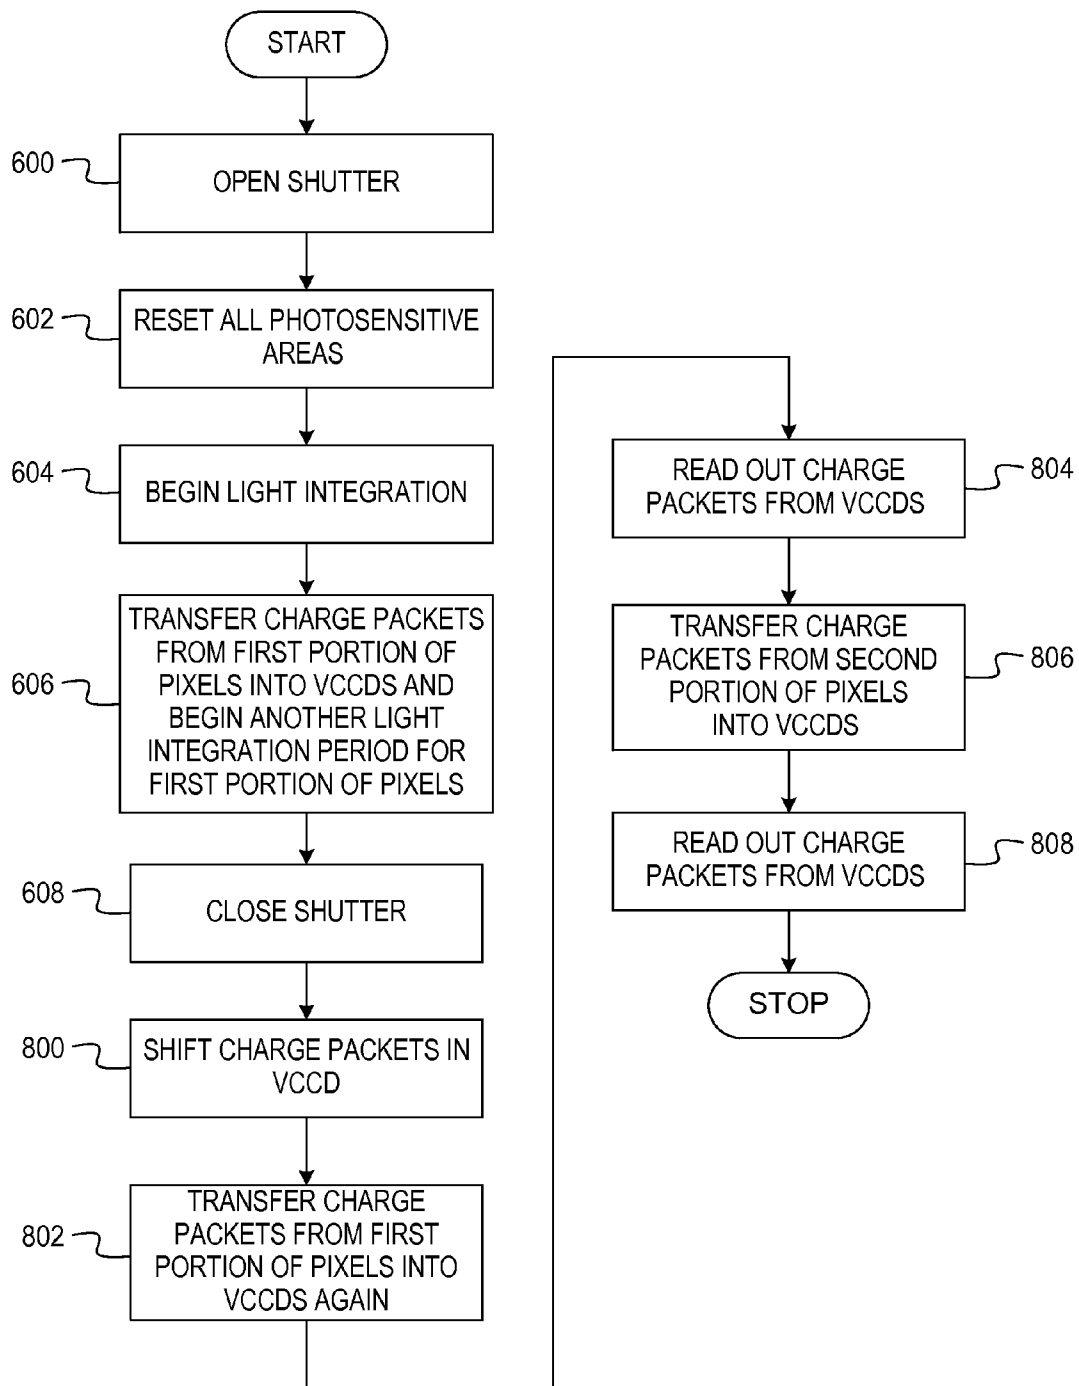 START
600
OPEN SHUTTER
602
RESET ALL PHOTOSENSITIVE
AREAS
604
BEGIN LIGHT INTEGRATION
606
TRANSFER CHARGE PACKETS
FROM FIRST PORTION OF
PIXELS INTO VCCDS AND
BEGIN ANOTHER LIGHT
INTEGRATION PERIOD FOR
FIRST PORTION OF PIXELS
608
CLOSE SHUTTER
800
SHIFT CHARGE PACKETS IN
VCCD
802
TRANSFER CHARGE
PACKETS FROM FIRST
PORTION OF PIXELS INTO
VCCDS AGAIN
READ OUT CHARGE
PACKETS FROM VCCDS
804
TRANSFER CHARGE
PACKETS FROM SECOND
PORTION OF PIXELS
INTO VCCDS
806
READ OUT CHARGE
PACKETS FROM VCCDS
808
STOP